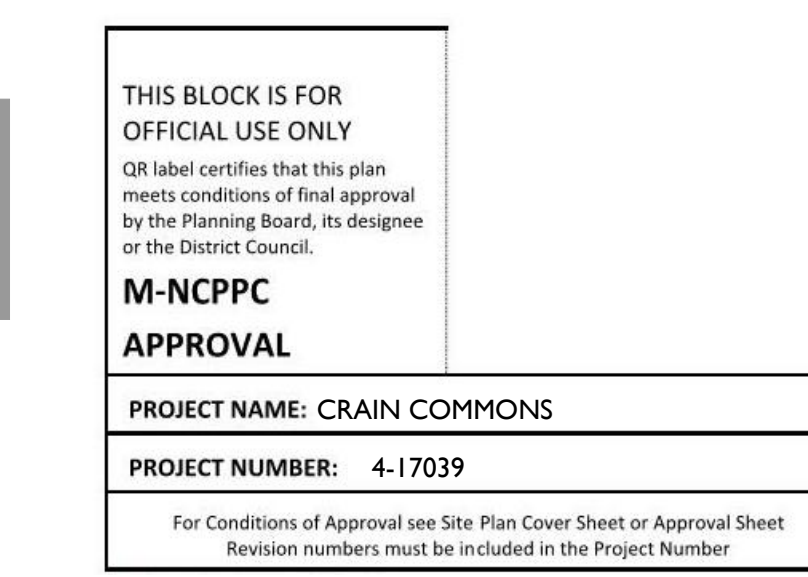 THIS BLOCK IS FOR
OFFICIAL USE ONLY
QR label certifies that this plan
meets conditions of final approval
by the Planning Board, its designee
or the District Council.
M-NCPPC
APPROVAL
PROJECT NAME: CRAIN COMMONS
PROJECT NUMBER: 4-17039
For Conditions of Approval see Site Plan Cover Sheet or Approval Sheet
Revision numbers must be included in the Project Number